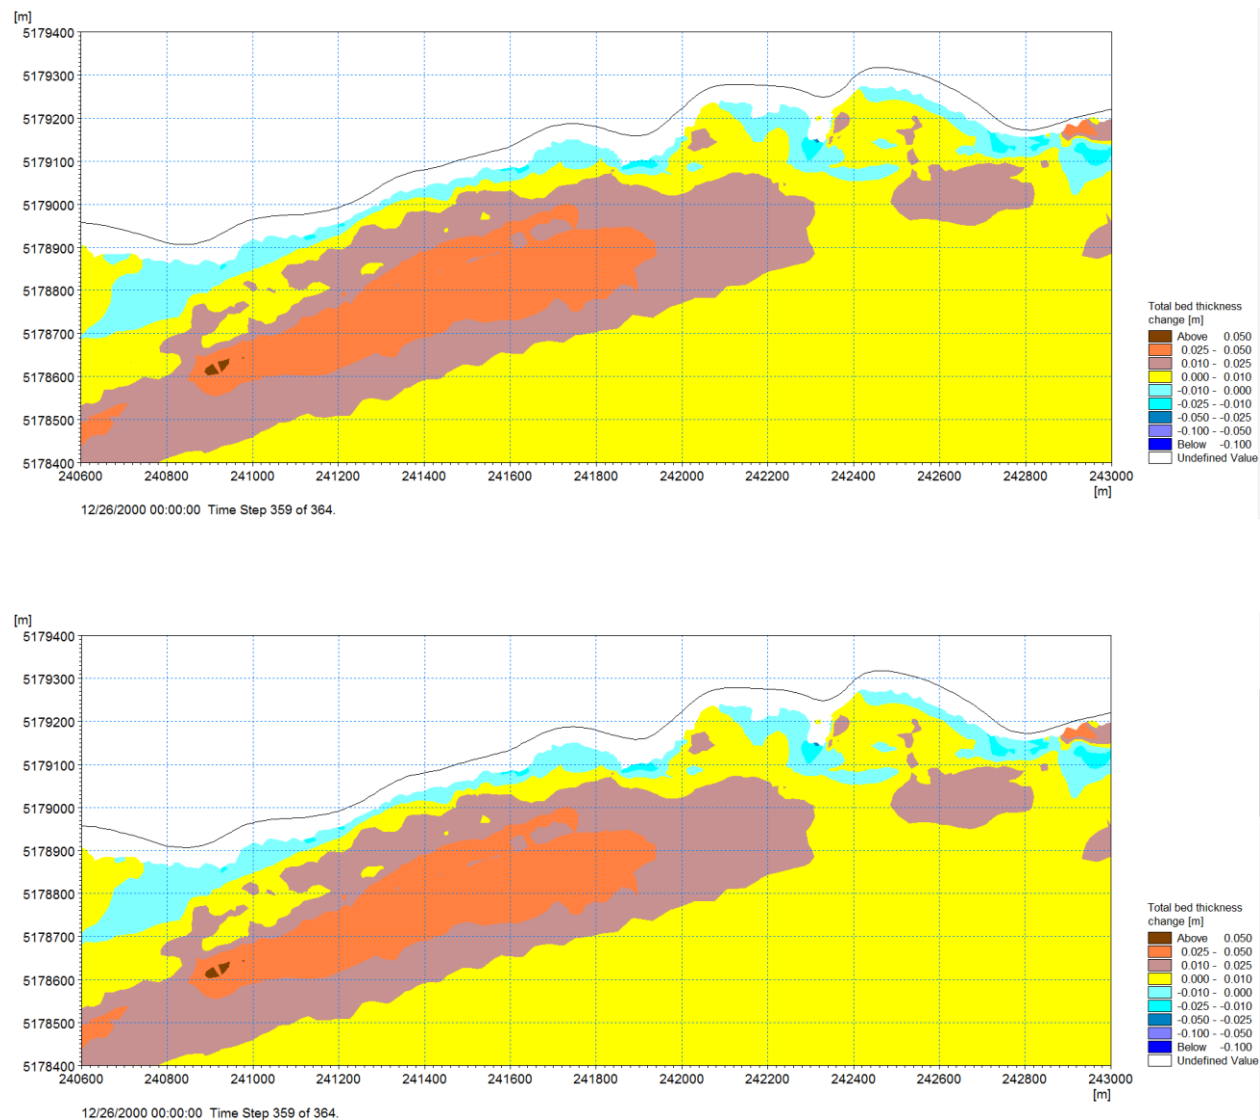 [m]
5179400
5179300
5179200
5179100
5179000
5178900
5178800
5178700
5178600
5178500
5178400
240600 240800 241000 241200 241400 241600 241800 242000 242200 242400 242600 242800 243000
[m]
12/26/2000 00:00:00 Time Step 359 of 364.
Total bed thickness
change [m]
Above 0.050
0.025 - 0.050
0.010 - 0.025
0.000 - 0.010
-0.010 - 0.000
-0.025 - -0.010
-0.050 - -0.025
-0.100 - -0.050
Below -0.100
Undefined Value
[m]
5179400
5179300
5179200
5179100
5179000
5178900
5178800
5178700
5178600
5178500
5178400
240600 240800 241000 241200 241400 241600 241800 242000 242200 242400 242600 242800 243000
[m]
12/26/2000 00:00:00 Time Step 359 of 364.
Total bed thickness
change [m]
Above 0.050
0.025 - 0.050
0.010 - 0.025
0.000 - 0.010
-0.010 - 0.000
-0.025 - -0.010
-0.050 - -0.025
-0.100 - -0.050
Below -0.100
Undefined Value